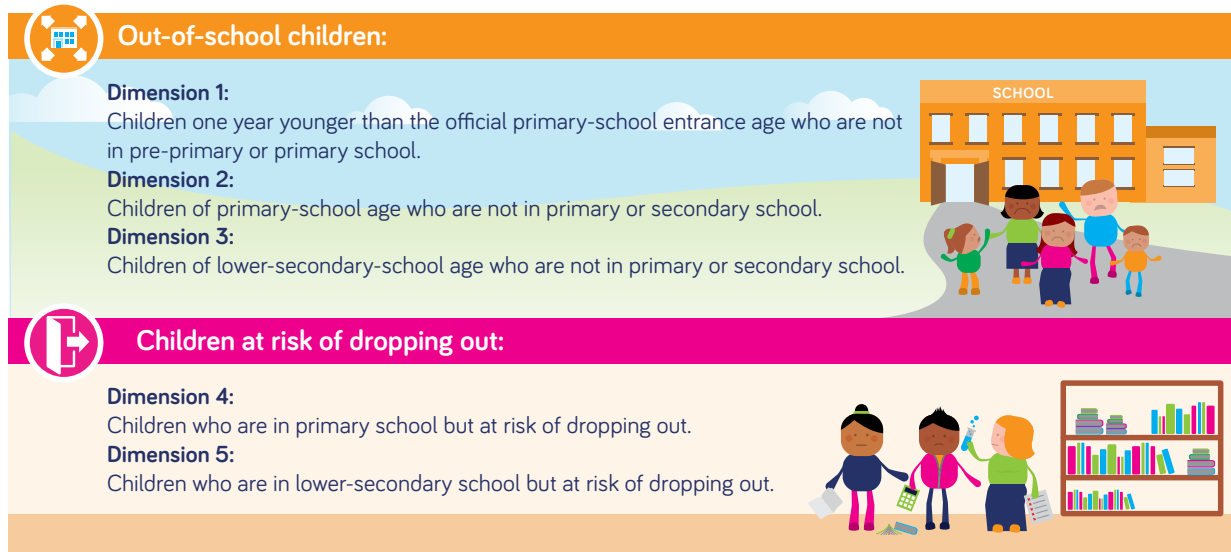 Out-of-school children:
Dimension 1:
Children one year younger than the official primary-school entrance age who are not
in pre-primary or primary school.
Dimension 2:
Children of primary-school age who are not in primary or secondary school.
Dimension 3:
Children of lower-secondary-school age who are not in primary or secondary school.
SCHOOL
Children at risk of dropping out:
Dimension 4:
Children who are in primary school but at risk of dropping out.
Dimension 5:
Children who are in lower-secondary school but at risk of dropping out.